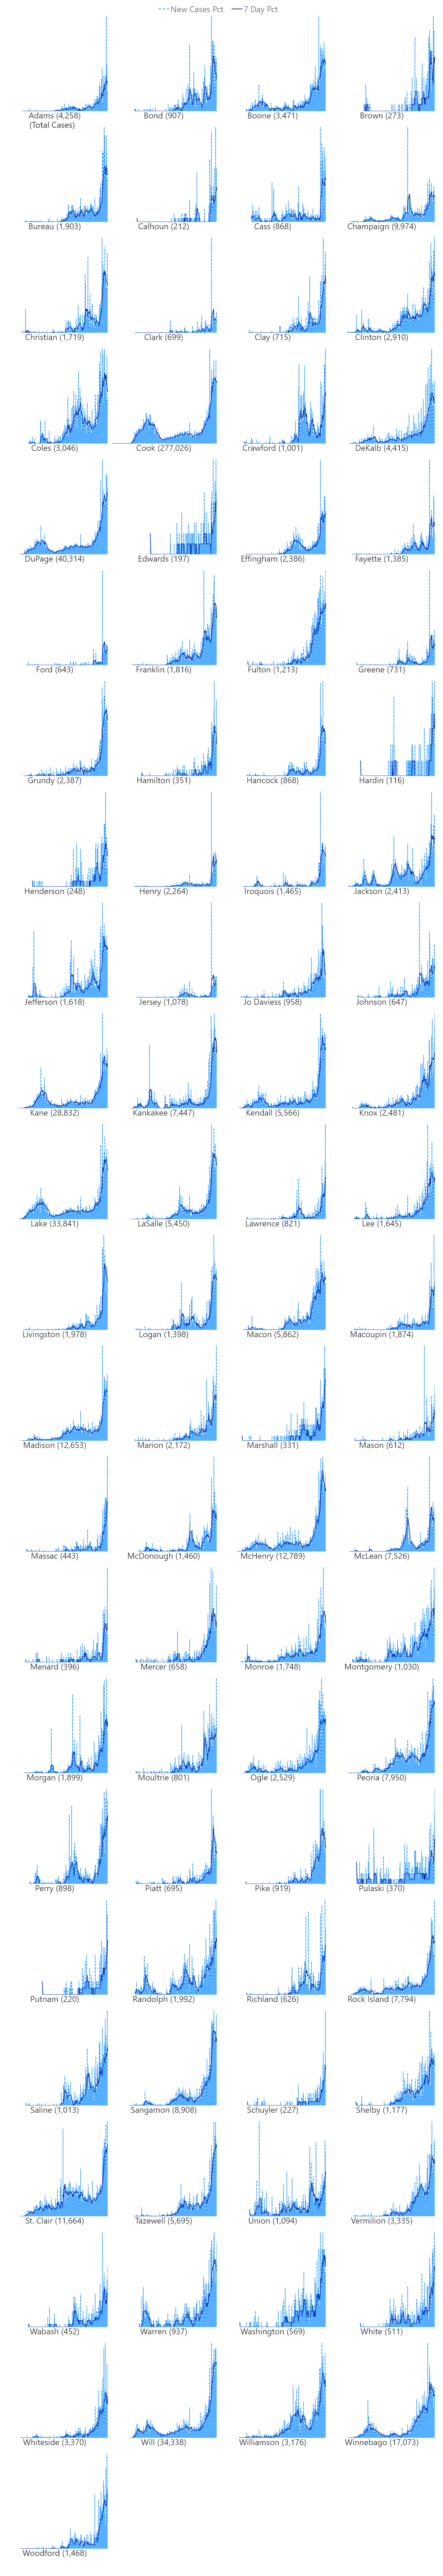 New Cases Pct 7 Day Pct
Adams (4,258) Bond (907) Boone (3,471) Brown (273)
(Total Cases)
Bureau (1,903) Calhoun (212) Cass (868) Champaign (9,974)
Christian (1,719) Clark (699) Clay (715) Clinton (2,910)
Coles (3,046) Cook (277,026) Crawford (1,001) DeKalb (4,415)
DuPage (40,314) Edwards (197) Effingham (2,386) Fayette (1,385)
Ford (643) Franklin (1,816) Fulton (1,213) Greene (731)
Grundy (2,387) Hamilton (351) Hancock (868) Hardin (116)
Henderson (248) Henry (2,264) Iroquois (1,465) Jackson (2,413)
Jefferson (1,618) Jersey (1,078) Jo Daviess (958) Johnson (647)
Kane (28,832) Kankakee (7,447) Kendall (5,566) Knox (2,481)
Lake (33,841) LaSalle (5,450) Lawrence (821) Lee (1,645)
Livingston (1,978) Logan (1,398) Macon (5,862) Macoupin (1,874)
Madison (12,653) Marion (2,172) Marshall (331) Mason (612)
Massac (443) McDonough (1,460) McHenry (12,789) McLean (7,526)
Menard (396) Mercer (658) Monroe (1,748) Montgomery (1,030)
Morgan (1,899) Moultrie (801) Ogle (2,529) Peoria (7,950)
Perry (898) Piatt (695) Pike (919) Pulaski (370)
Putnam (220) Randolph (1,992) Richland (626) Rock Island (7,794)
Saline (1,013) Sangamon (8,908) Schuyler (227) Shelby (1,177)
St. Clair (11,664) Tazewell (5,695) Union (1,094) Vermilion (3,335)
Wabash (452) Warren (937) Washington (569) White (511)
Whiteside (3,370) Will (34,338) Williamson (3,176) Winnebago (17,073)
Woodford (1,468)